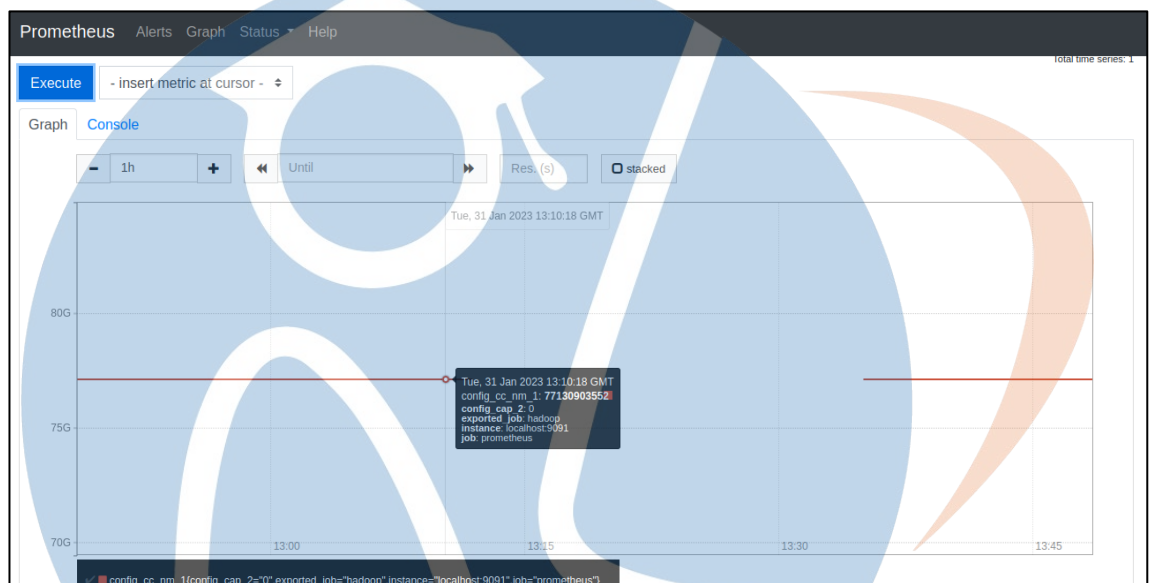 Prometheus Alerts Graph Status Help
Total time series: 1
Execute - insert metric at cursor -
Graph Console
1h Until Res. (s) stacked
Tue, 31 Jan 2023 13:10:18 GMT
80G
Tue, 31 Jan 2023 13:10:18 GMT
config_cc_nm_1: 77130903552
config_cap_2: 0
exported_job: hadoop
instance: localhost:9091
job: prometheus
75G
70G
13:00 13:15 13:30 13:45
config_cc_nm_1{config_cap_2="0",exported_job="hadoop",instance="localhost:9091",job="prometheus"}